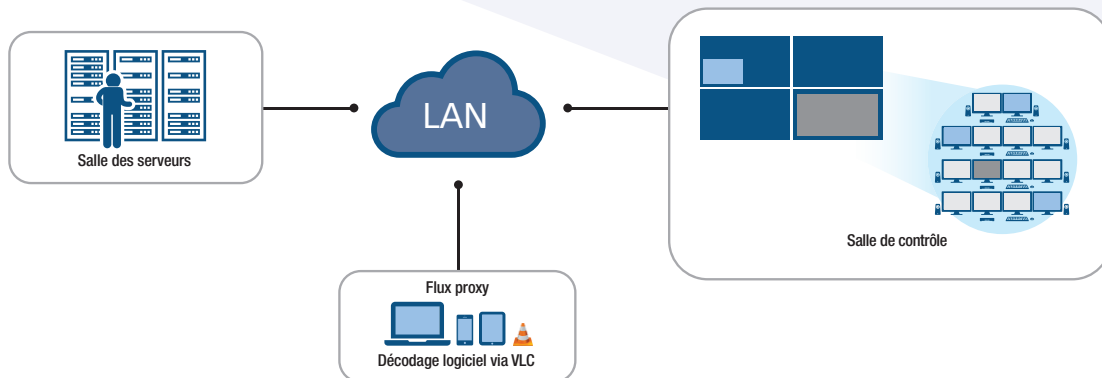 LAN
Salle des serveurs
Salle de contrôle
Flux proxy
Décodage logiciel via VLC